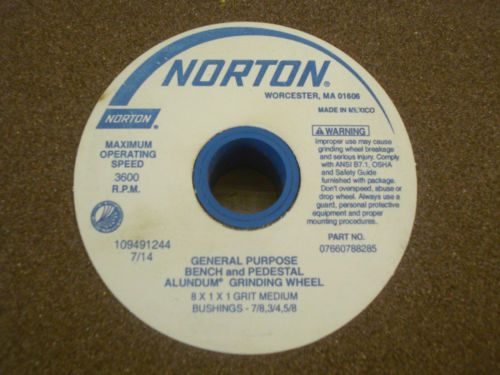 NORTON®
WORCESTER, MA 01606
MADE IN MEXICO
NORTON®
MAXIMUM
OPERATING
SPEED
3600
R.P.M.
⚠ WARNING
Improper use may cause
grinding wheel breakage
and serious injury. Comply
with ANSI B7.1, OSHA
and Safety Guide
furnished with package.
Don't overspeed, abuse or
drop wheel. Always use a
guard, personal protective
equipment and proper
mounting procedures.
PART NO.
07660788285
109491244
7/14
GENERAL PURPOSE
BENCH and PEDESTAL
ALUNDUM® GRINDING WHEEL
8 X 1 X 1 GRIT MEDIUM
BUSHINGS - 7/8,3/4,5/8